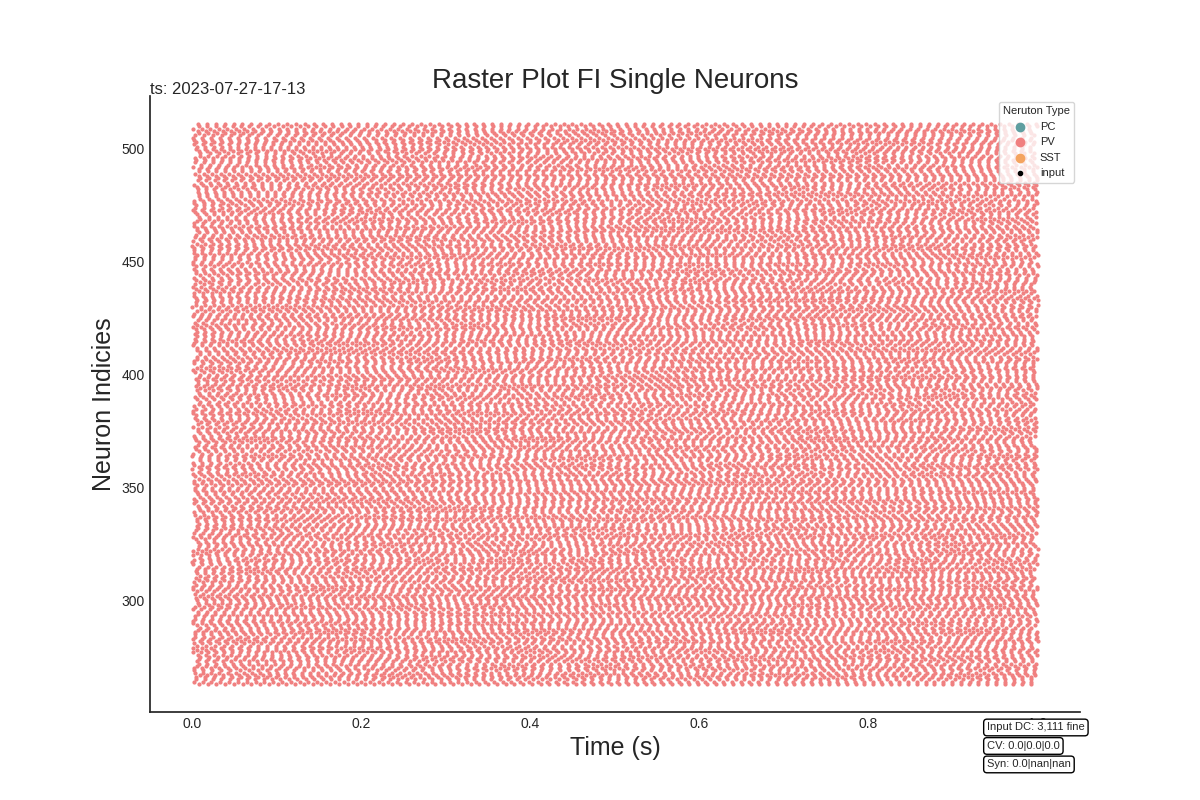 Raster Plot FI Single Neurons
ts: 2023-07-27-17-13
Neruton Type
PC
PV
SST
input
500
450
400
350
300
Neuron Indicies
0.0
0.2
0.4
0.6
0.8
Time (s)
Input DC: 3,111 fine
CV: 0.0|0.0|0.0
Syn: 0.0|nan|nan